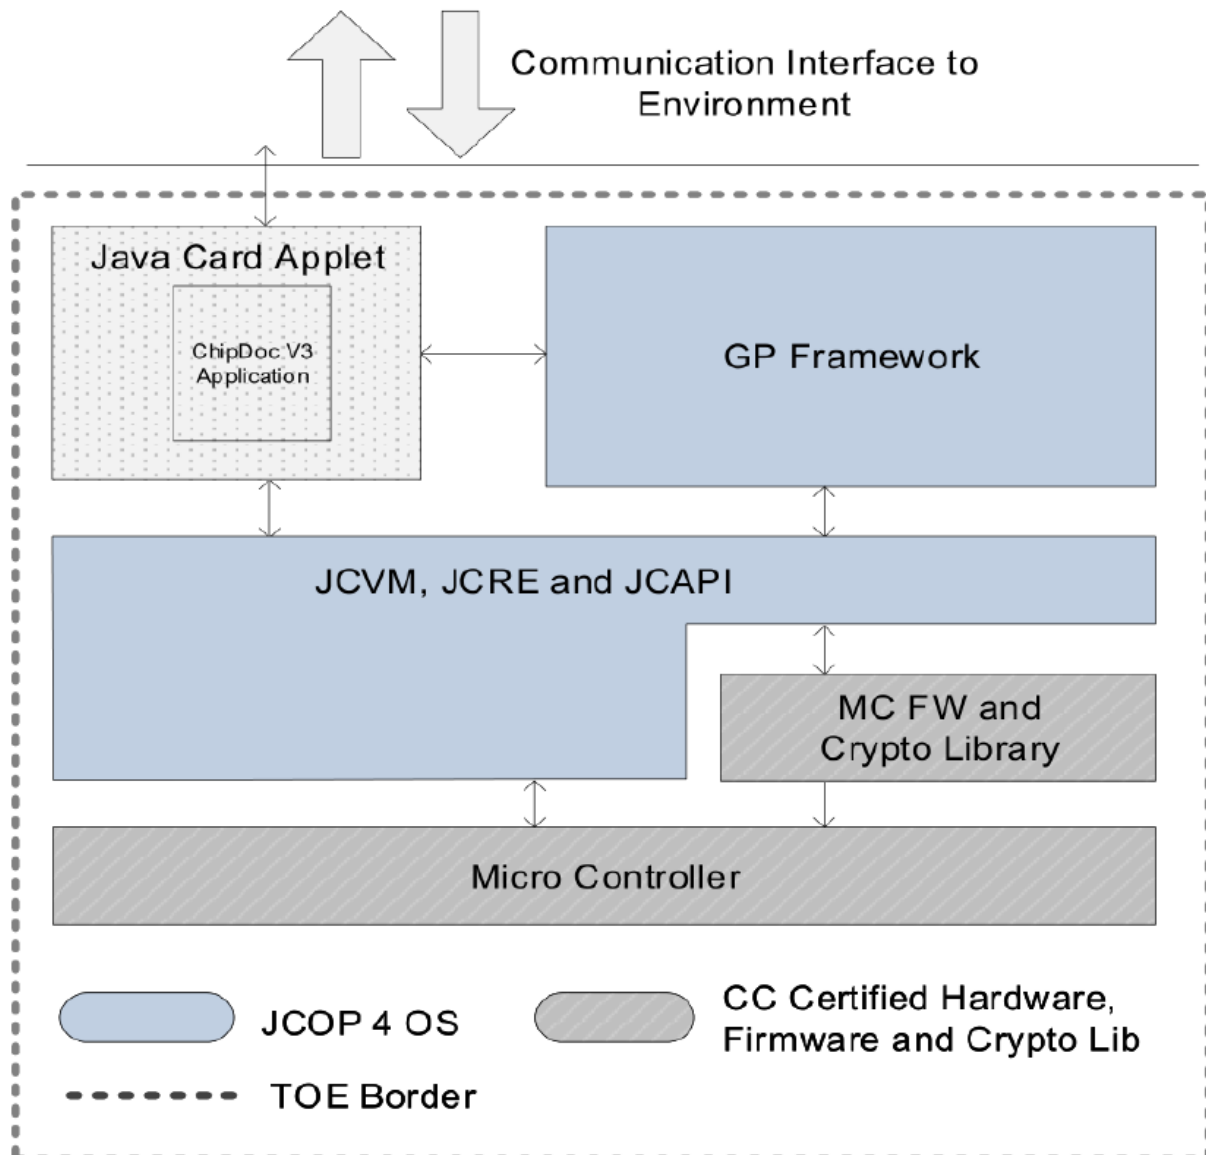 Communication Interface to
Environment
Java Card Applet
ChipDoc V3
Application
GP Framework
JCVM, JCRE and JCAPI
MC FW and
Crypto Library
Micro Controller
JCOP 4 OS
CC Certified Hardware,
Firmware and Crypto Lib
TOE Border